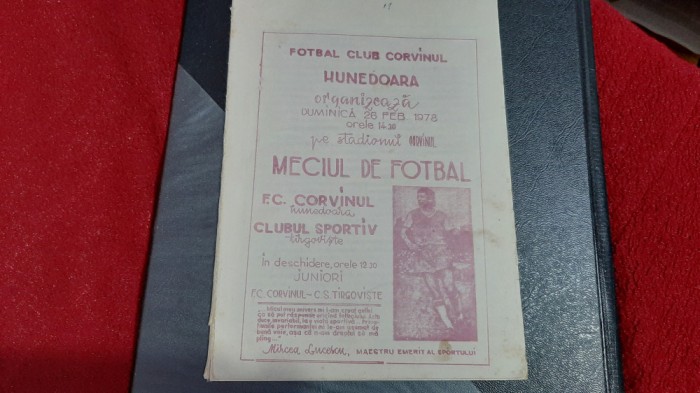 FOTBAL CLUB CORVINUL
HUNEDOARA
organizează
DUMINICĂ 26 FEB. 1978
orele 14.30
pe stadionul CORVINUL
MECIUL DE FOTBAL
F.C. CORVINUL
hunedoara
CLUBUL SPORTIV
tîrgoviște
în deschidere, orele 12.30
JUNIORI
F.C. CORVINUL - C.S. TÎRGOVIȘTE
Mircea Lucescu, MAESTRU EMERIT AL SPORTULUI